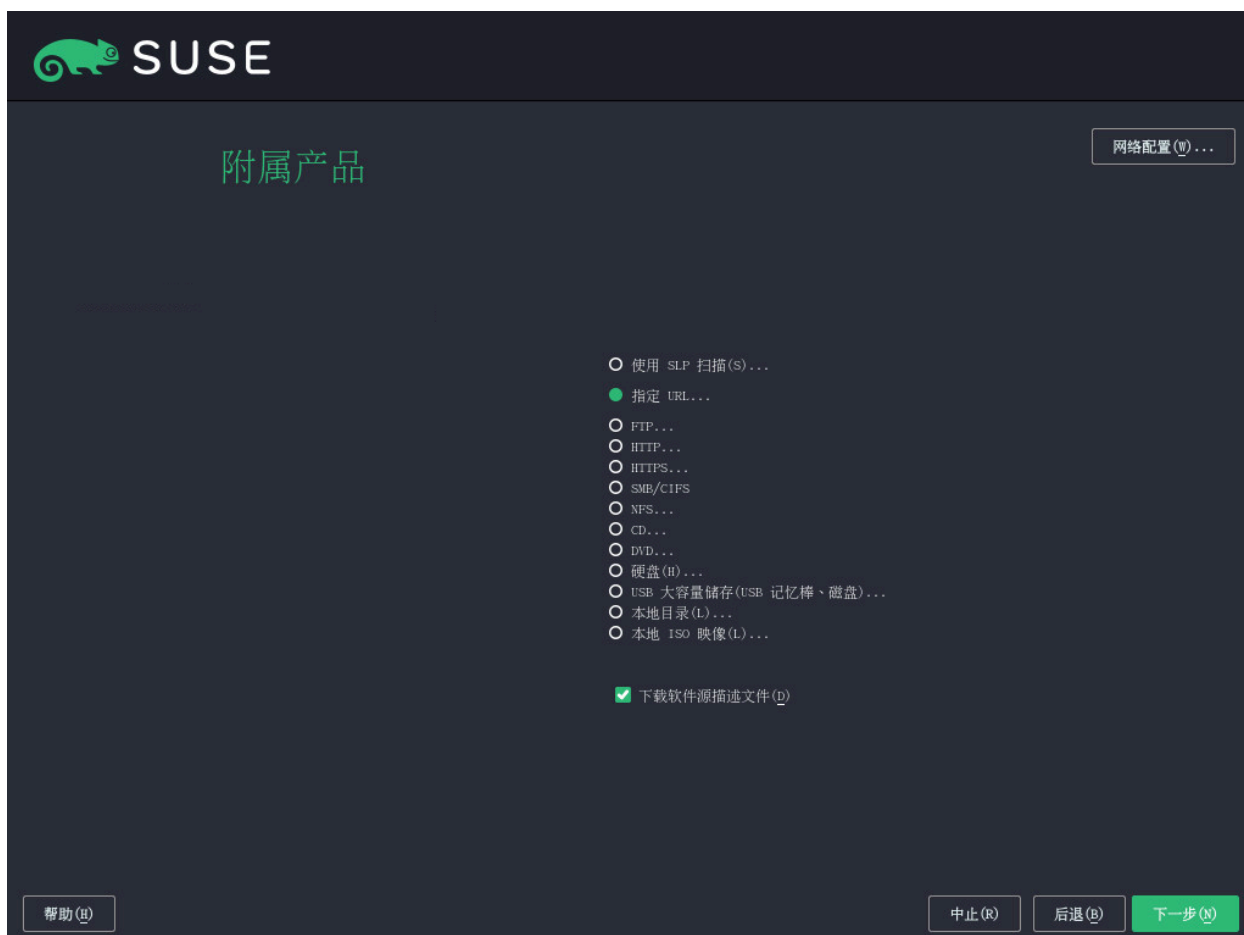 SUSE
附属产品
网络配置(W)...
使用 SLP 扫描(S)...
指定 URL...
FTP...
HTTP...
HTTPS...
SMB/CIFS
NFS...
CD...
DVD...
硬盘(H)...
USB 大容量储存(USB 记忆棒、磁盘)...
本地目录(L)...
本地 ISO 映像(L)...
下载软件源描述文件(D)
帮助(H)
中止(R)
后退(B)
下一步(N)